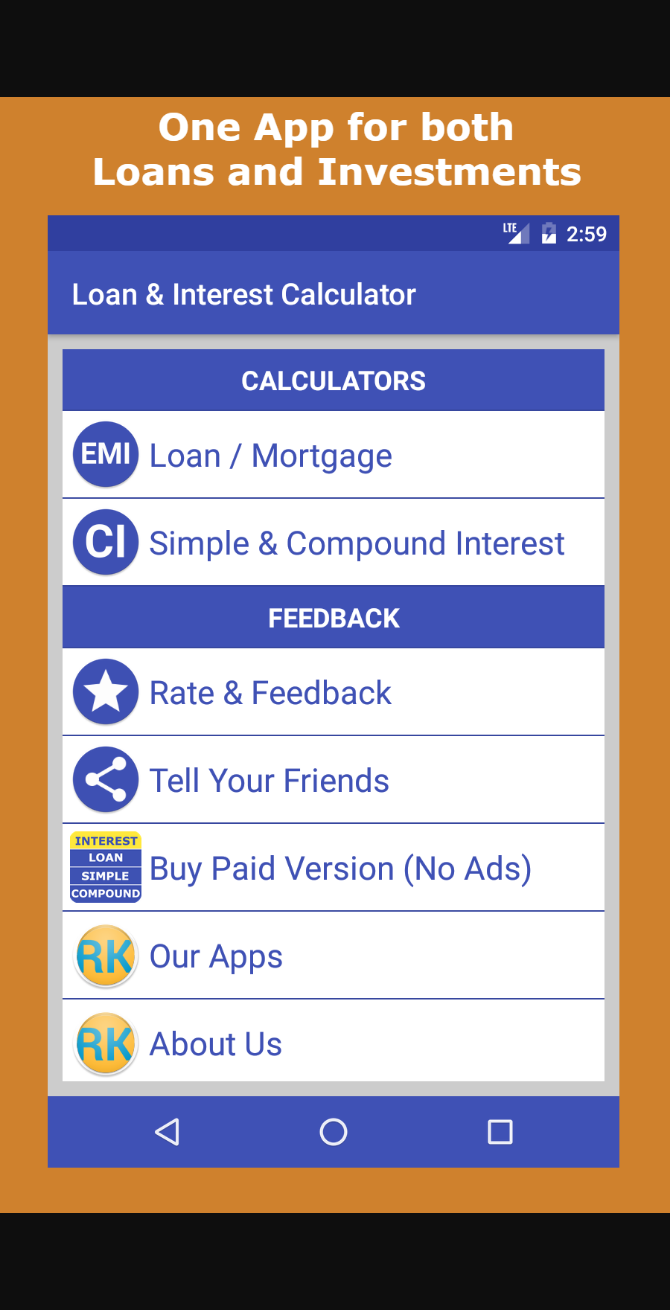 One App for both
Loans and Investments
LTE 2:59
Loan & Interest Calculator
CALCULATORS
EMI Loan / Mortgage
CI Simple & Compound Interest
FEEDBACK
Rate & Feedback
Tell Your Friends
INTEREST
LOAN
SIMPLE
COMPOUND
Buy Paid Version (No Ads)
RK Our Apps
RK About Us